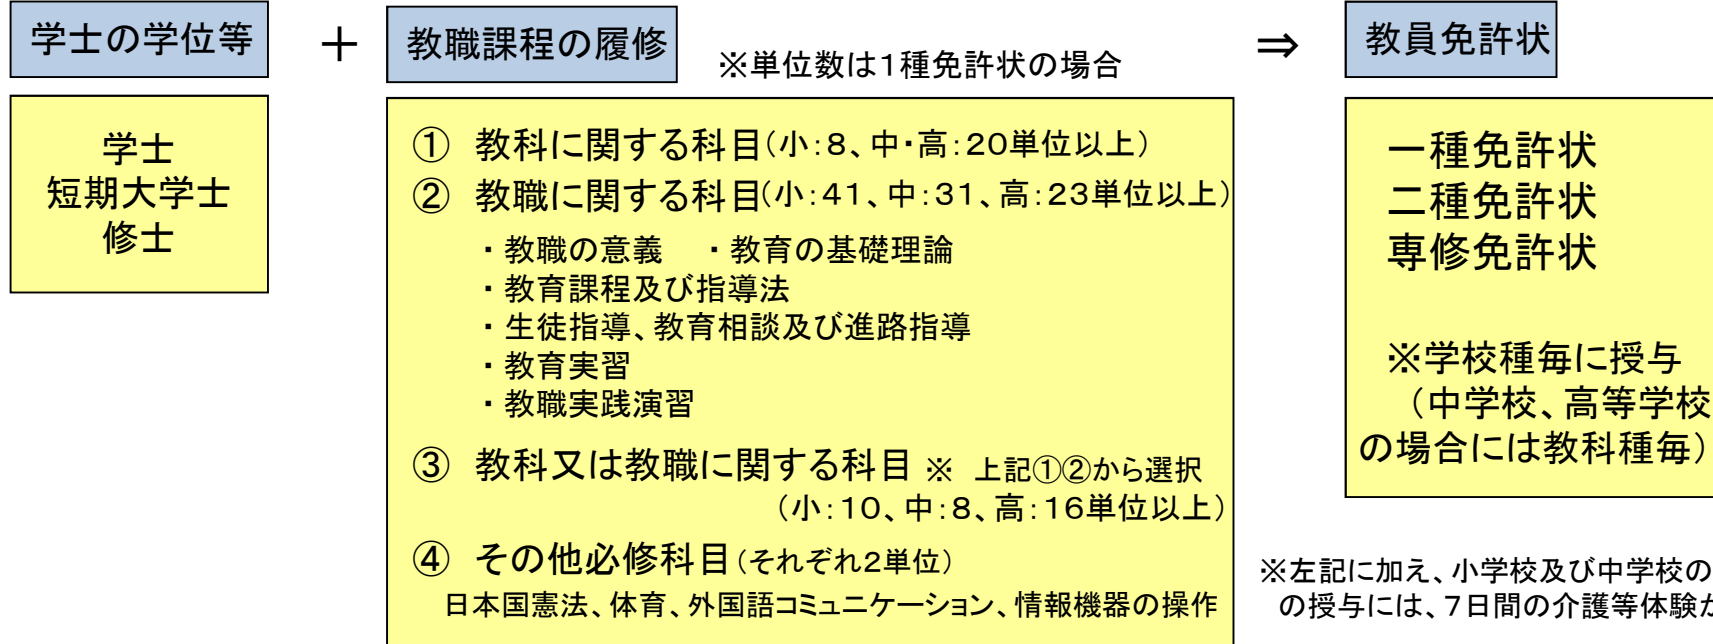 学士の学位等 ＋ 教職課程の履修 ※単位数は１種免許状の場合 ⇒ 教員免許状
学士
短期大学士
修士
① 教科に関する科目（小：８、中・高：２０単位以上）
② 教職に関する科目（小：４１、中：３１、高：２３単位以上）
・教職の意義 ・教育の基礎理論
・教育課程及び指導法
・生徒指導、教育相談及び進路指導
・教育実習
・教職実践演習
③ 教科又は教職に関する科目 ※ 上記①②から選択
（小：１０、中：８、高：１６単位以上）
④ その他必修科目（それぞれ２単位）
日本国憲法、体育、外国語コミュニケーション、情報機器の操作
一種免許状
二種免許状
専修免許状
※学校種毎に授与
（中学校、高等学校
の場合には教科種毎）
※左記に加え、小学校及び中学校の
の授与には、７日間の介護等体験